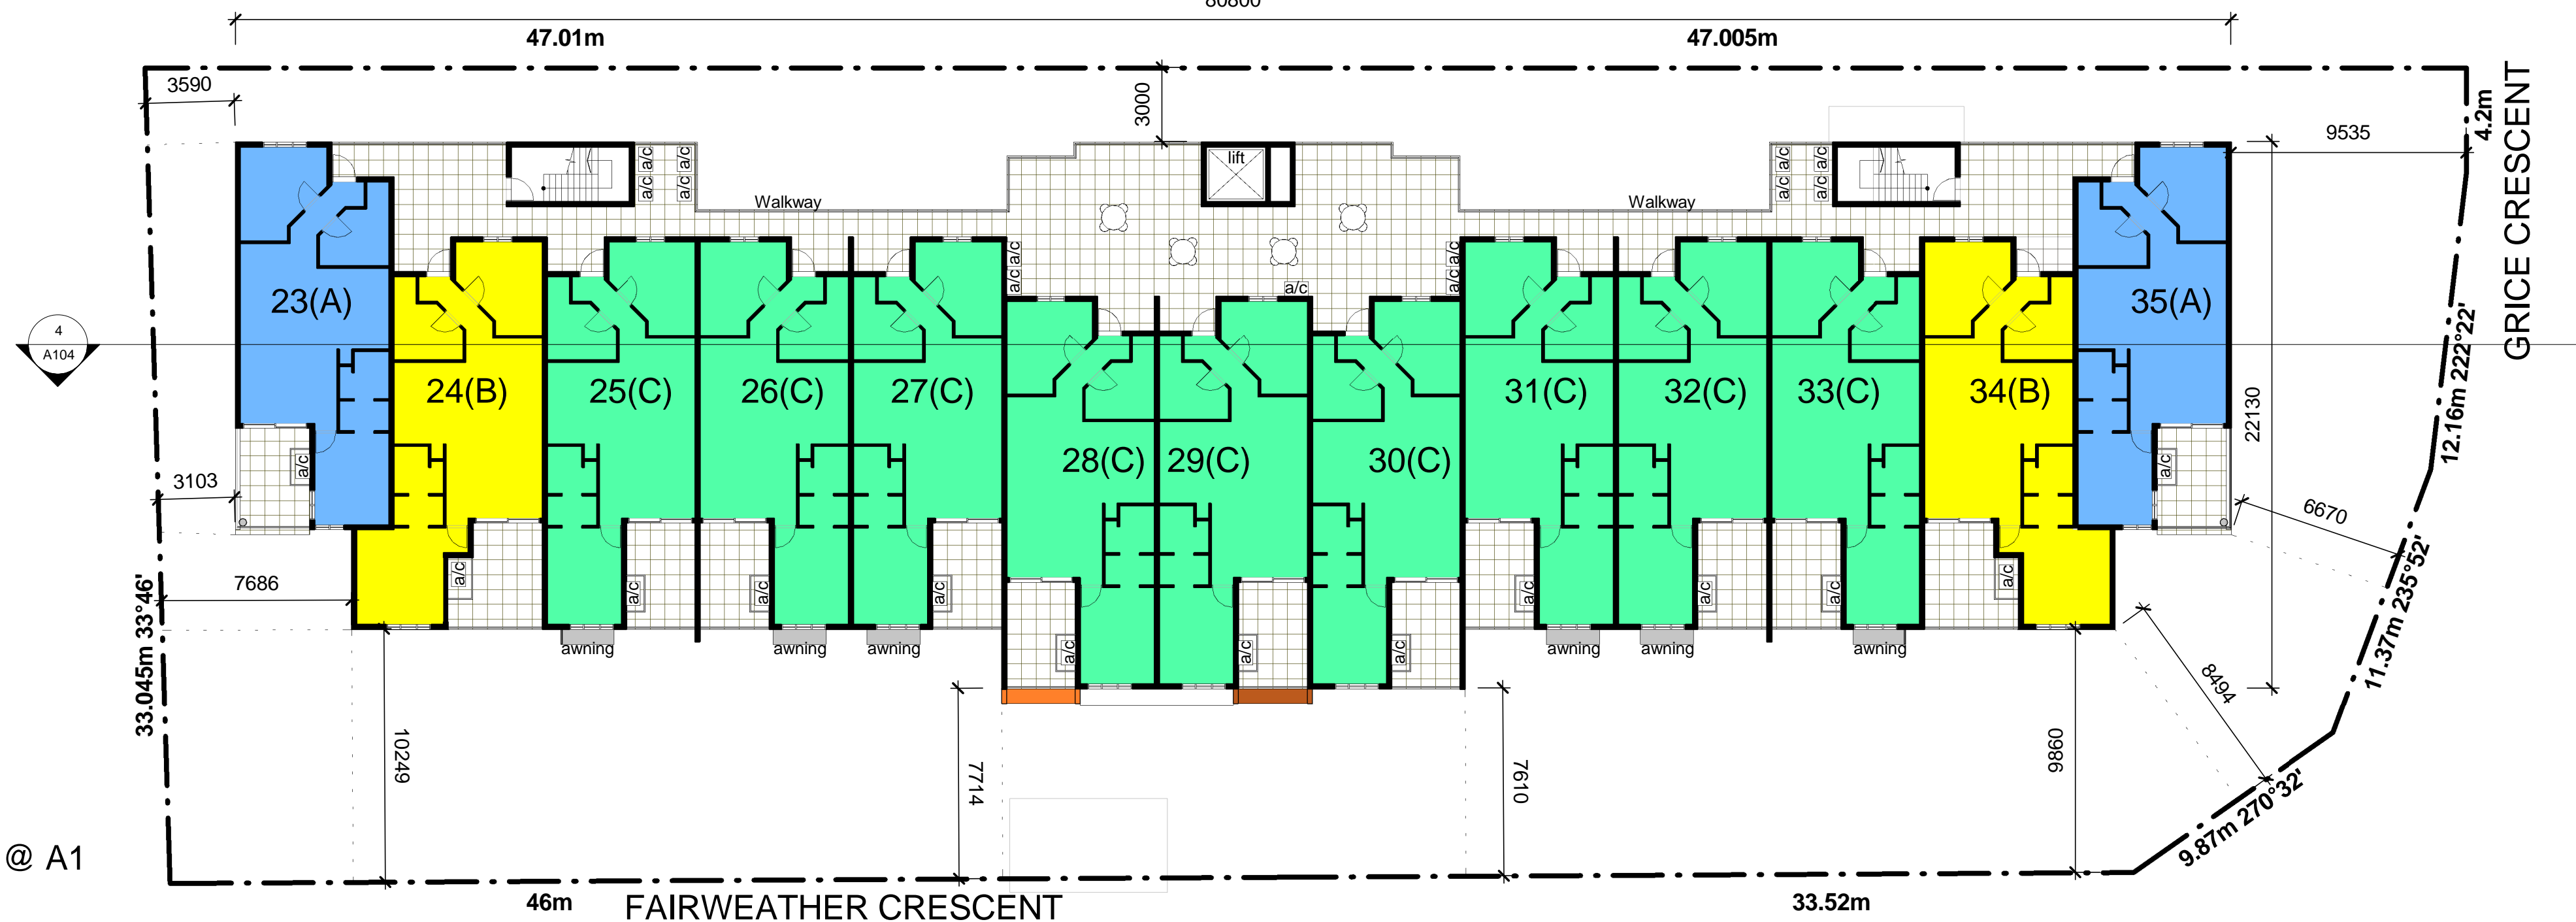 80800
47.01m
47.005m
3590
3000
4.2m
GRICE CRESCENT
9535
lift
a/c a/c
a/c a/c
a/c a/c
a/c a/c
Walkway
Walkway
a/c a/c
a/c a/c
a/c
a/c a/c
a/c a/c
23(A)
24(B)
25(C)
26(C)
27(C)
28(C)
29(C)
30(C)
31(C)
32(C)
33(C)
34(B)
35(A)
4
A104
12.16m 222°22'
22130
3103
a/c
a/c
6670
7686
33.045m 33°46'
a/c
a/c
a/c
a/c
a/c
a/c
a/c
a/c
a/c
a/c
a/c
11.37m 235°52'
awning
awning
awning
awning
awning
awning
8494
10249
7714
7610
9860
9.87m 270°32'
@ A1
46m
FAIRWEATHER CRESCENT
33.52m